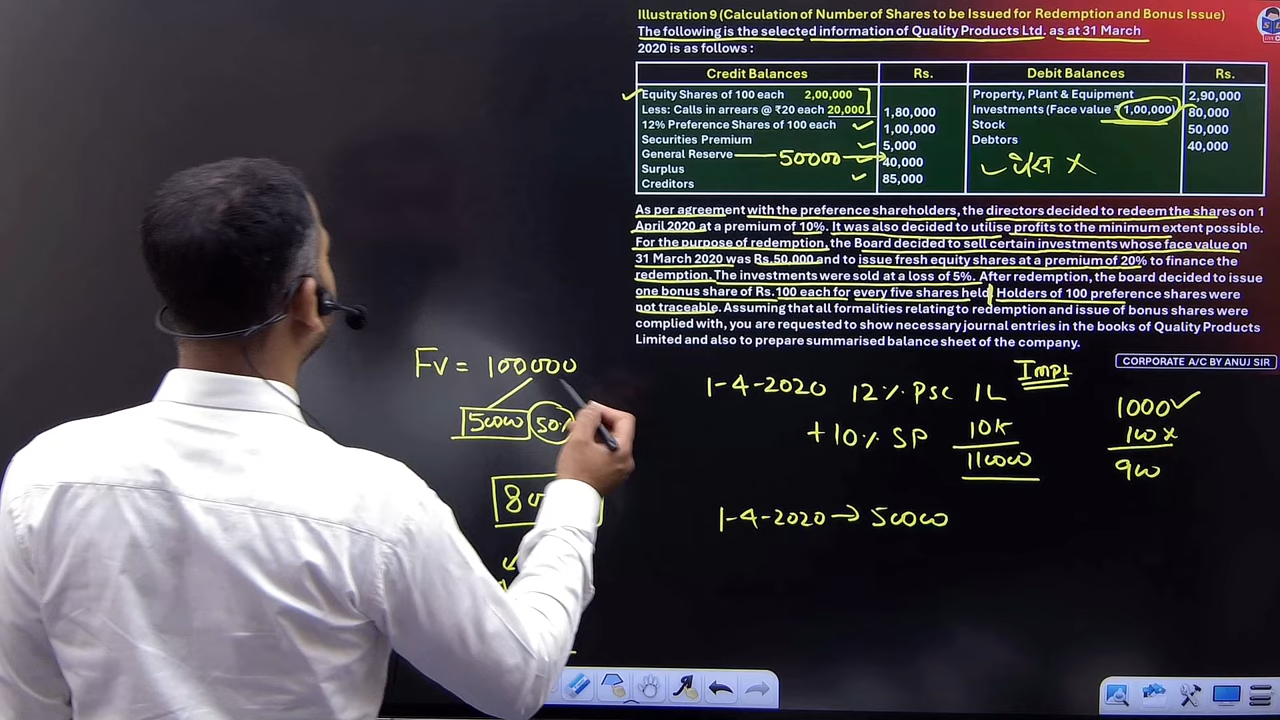 Illustration 9 (Calculation of Number of Shares to be Issued for Redemption and Bonus Issue)
The following is the selected information of Quality Products Ltd. as at 31 March
2020 is as follows :
Credit Balances Rs. Debit Balances Rs.
Equity Shares of 100 each 2,00,000
Less: Calls in arrears @ ₹20 each 20,000 1,80,000
12% Preference Shares of 100 each 1,00,000
Securities Premium 5,000
General Reserve 50000 40,000
Surplus
Creditors 85,000
Property, Plant & Equipment 2,90,000
Investments (Face value ₹ 1,00,000) 80,000
Stock 50,000
Debtors 40,000
As per agreement with the preference shareholders, the directors decided to redeem the shares on 1
April 2020 at a premium of 10%. It was also decided to utilise profits to the minimum extent possible.
For the purpose of redemption, the Board decided to sell certain investments whose face value on
31 March 2020 was Rs.50,000 and to issue fresh equity shares at a premium of 20% to finance the
redemption. The investments were sold at a loss of 5%. After redemption, the board decided to issue
one bonus share of Rs.100 each for every five shares held. Holders of 100 preference shares were
not traceable. Assuming that all formalities relating to redemption and issue of bonus shares were
complied with, you are requested to show necessary journal entries in the books of Quality Products
Limited and also to prepare summarised balance sheet of the company.
CORPORATE A/C BY ANUJ SIR
Impt
Fv = 100000
50000 50%
1-4-2020 12% PSC 1L
+10% SP 10K
110000
1000
100 x
900
1-4-2020 → 50000